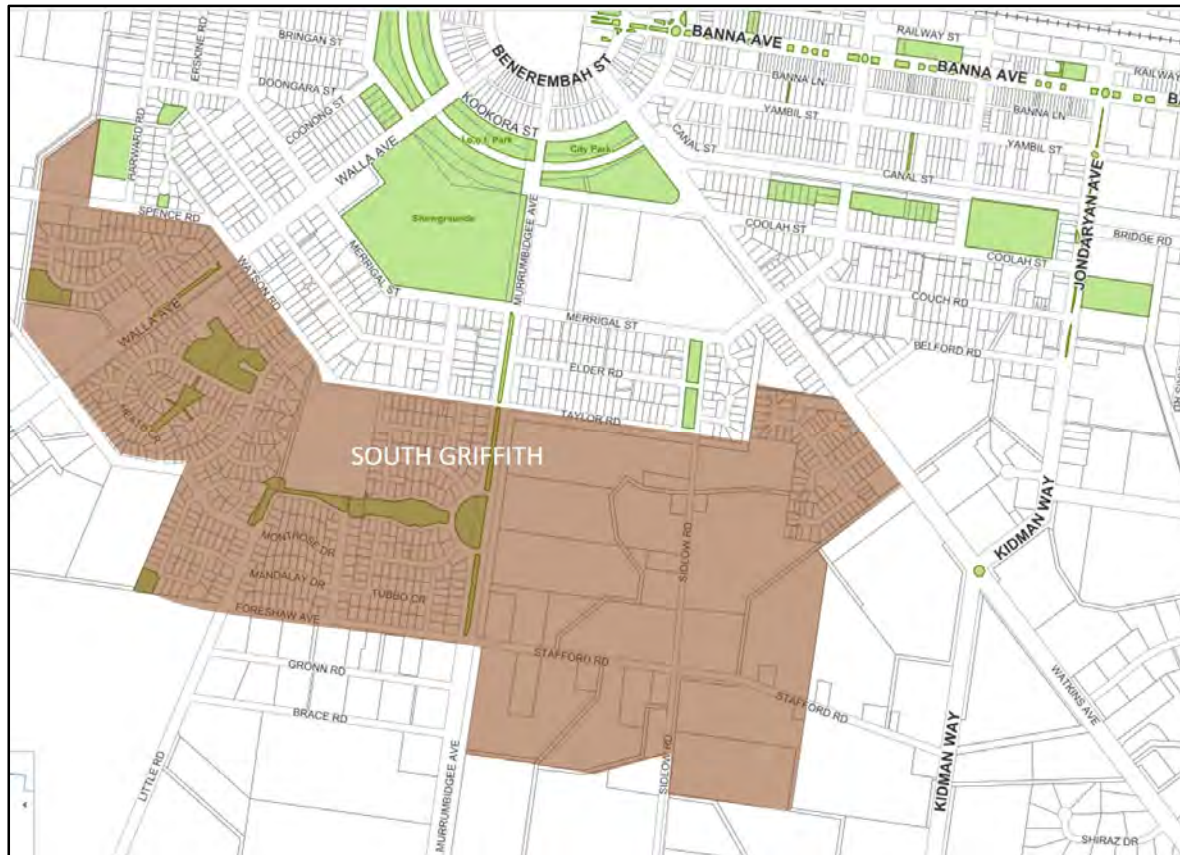 BRINGAN ST
ERSKINE RD
DOONGARA ST
COONONG ST
BENEREMBAH ST
BANNA AVE
RAILWAY ST
BANNA AVE
RAILWAY
BANNA LN
BANNA LN
YAMBIL ST
YAMBIL ST
KOOKORA ST
I.o.o.f. Park
City Park
CANAL ST
CANAL ST
HARWARD RD
WALLA AVE
Showgrounds
MURRUMBIDGEE AVE
COOLAH ST
COOLAH ST
BRIDGE RD
JONDARYAN AVE
SPENCE RD
WATSON RD
MERRIGAL ST
MERRIGAL ST
COUCH RD
BELFORD RD
WALLA AVE
ELDER RD
TAYLOR RD
SOUTH GRIFFITH
SIDLOW RD
KIDMAN WAY
MONTROSE DR
MANDALAY DR
TUBBO CR
FORESHAW AVE
STAFFORD RD
GRONN RD
BRACE RD
STAFFORD RD
WATKINS AVE
LITTLE RD
MURRUMBIDGEE AVE
SIDLOW RD
KIDMAN WAY
SHIRAZ DR